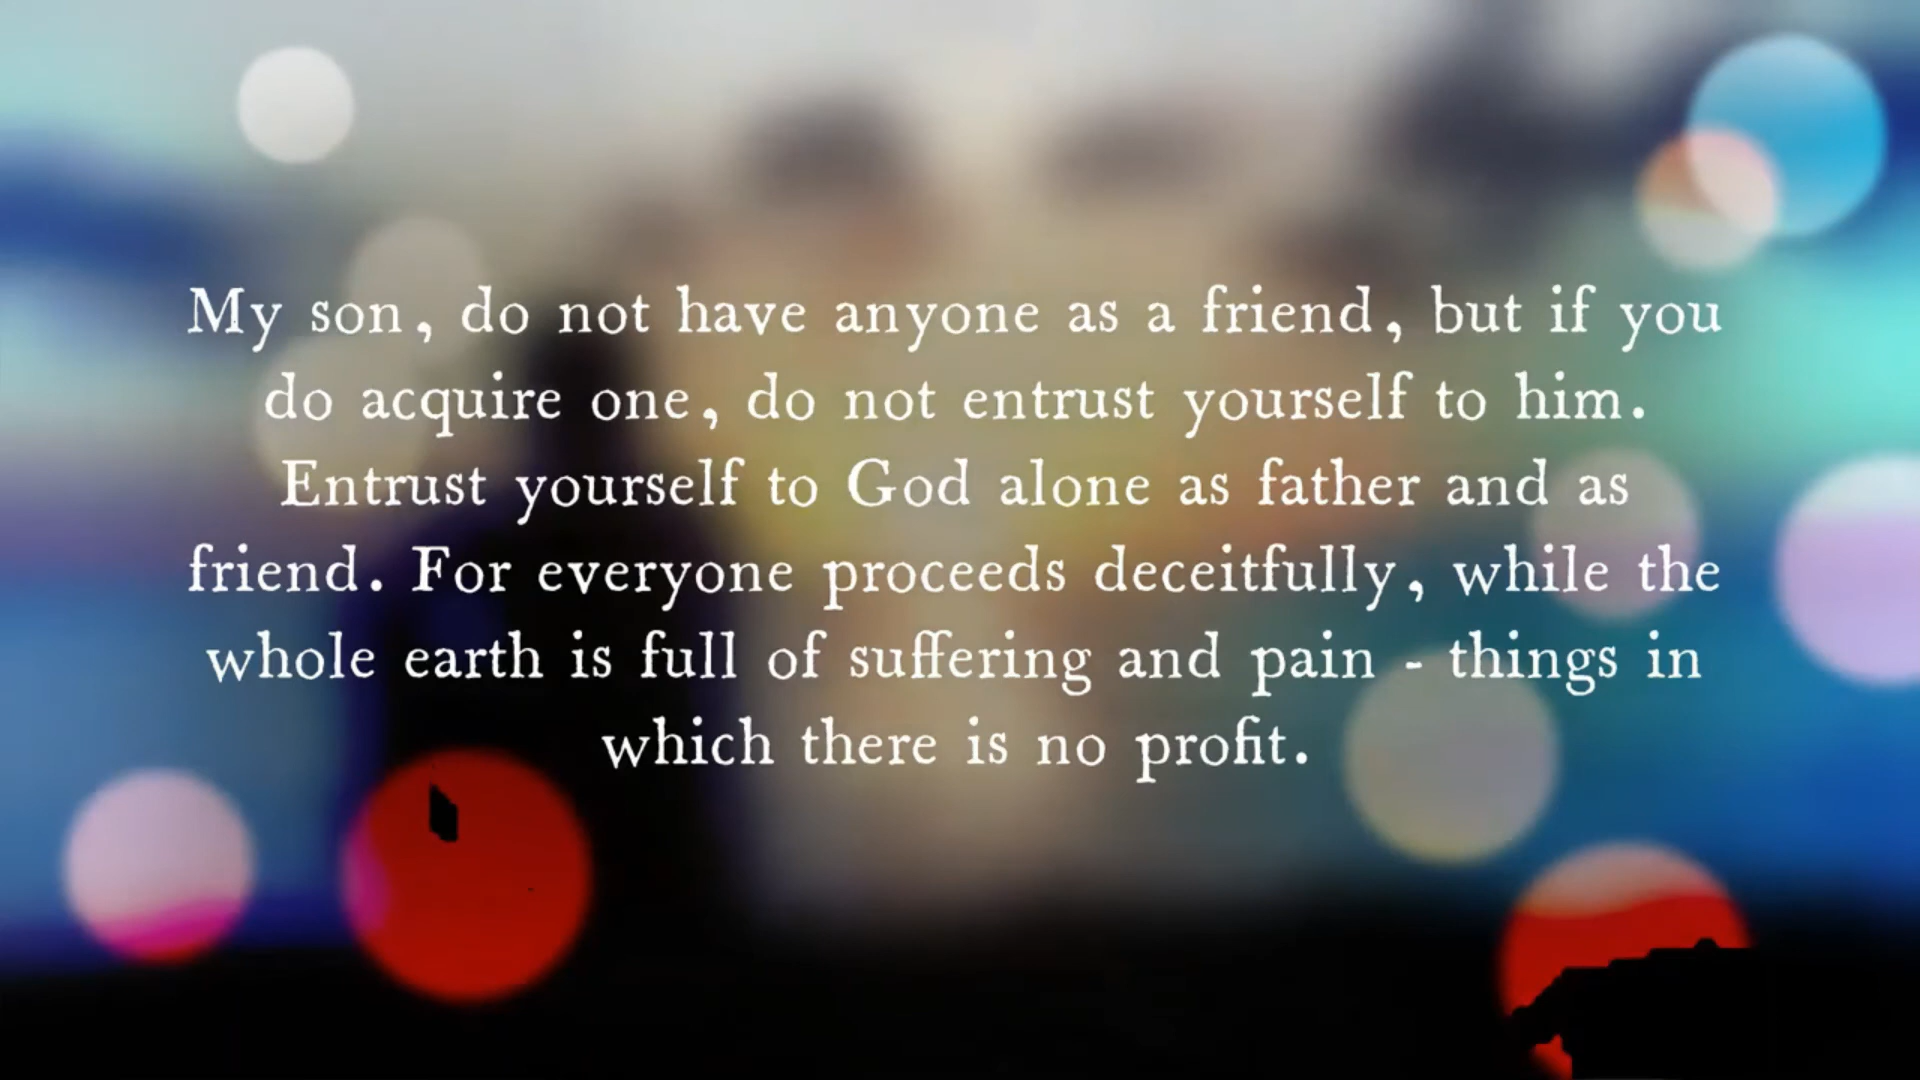 My son, do not have anyone as a friend, but if you
do acquire one, do not entrust yourself to him.
Entrust yourself to God alone as father and as
friend. For everyone proceeds deceitfully, while the
whole earth is full of suffering and pain - things in
which there is no profit.